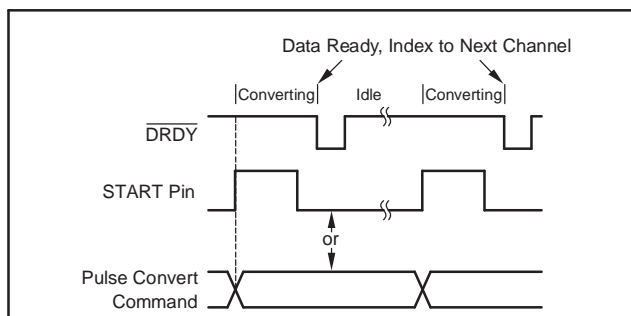 Data Ready, Index to Next Channel
Converting Idle Converting
DRDY
START Pin
or
Pulse Convert
Command